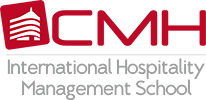 CMH
International Hospitality
Management School